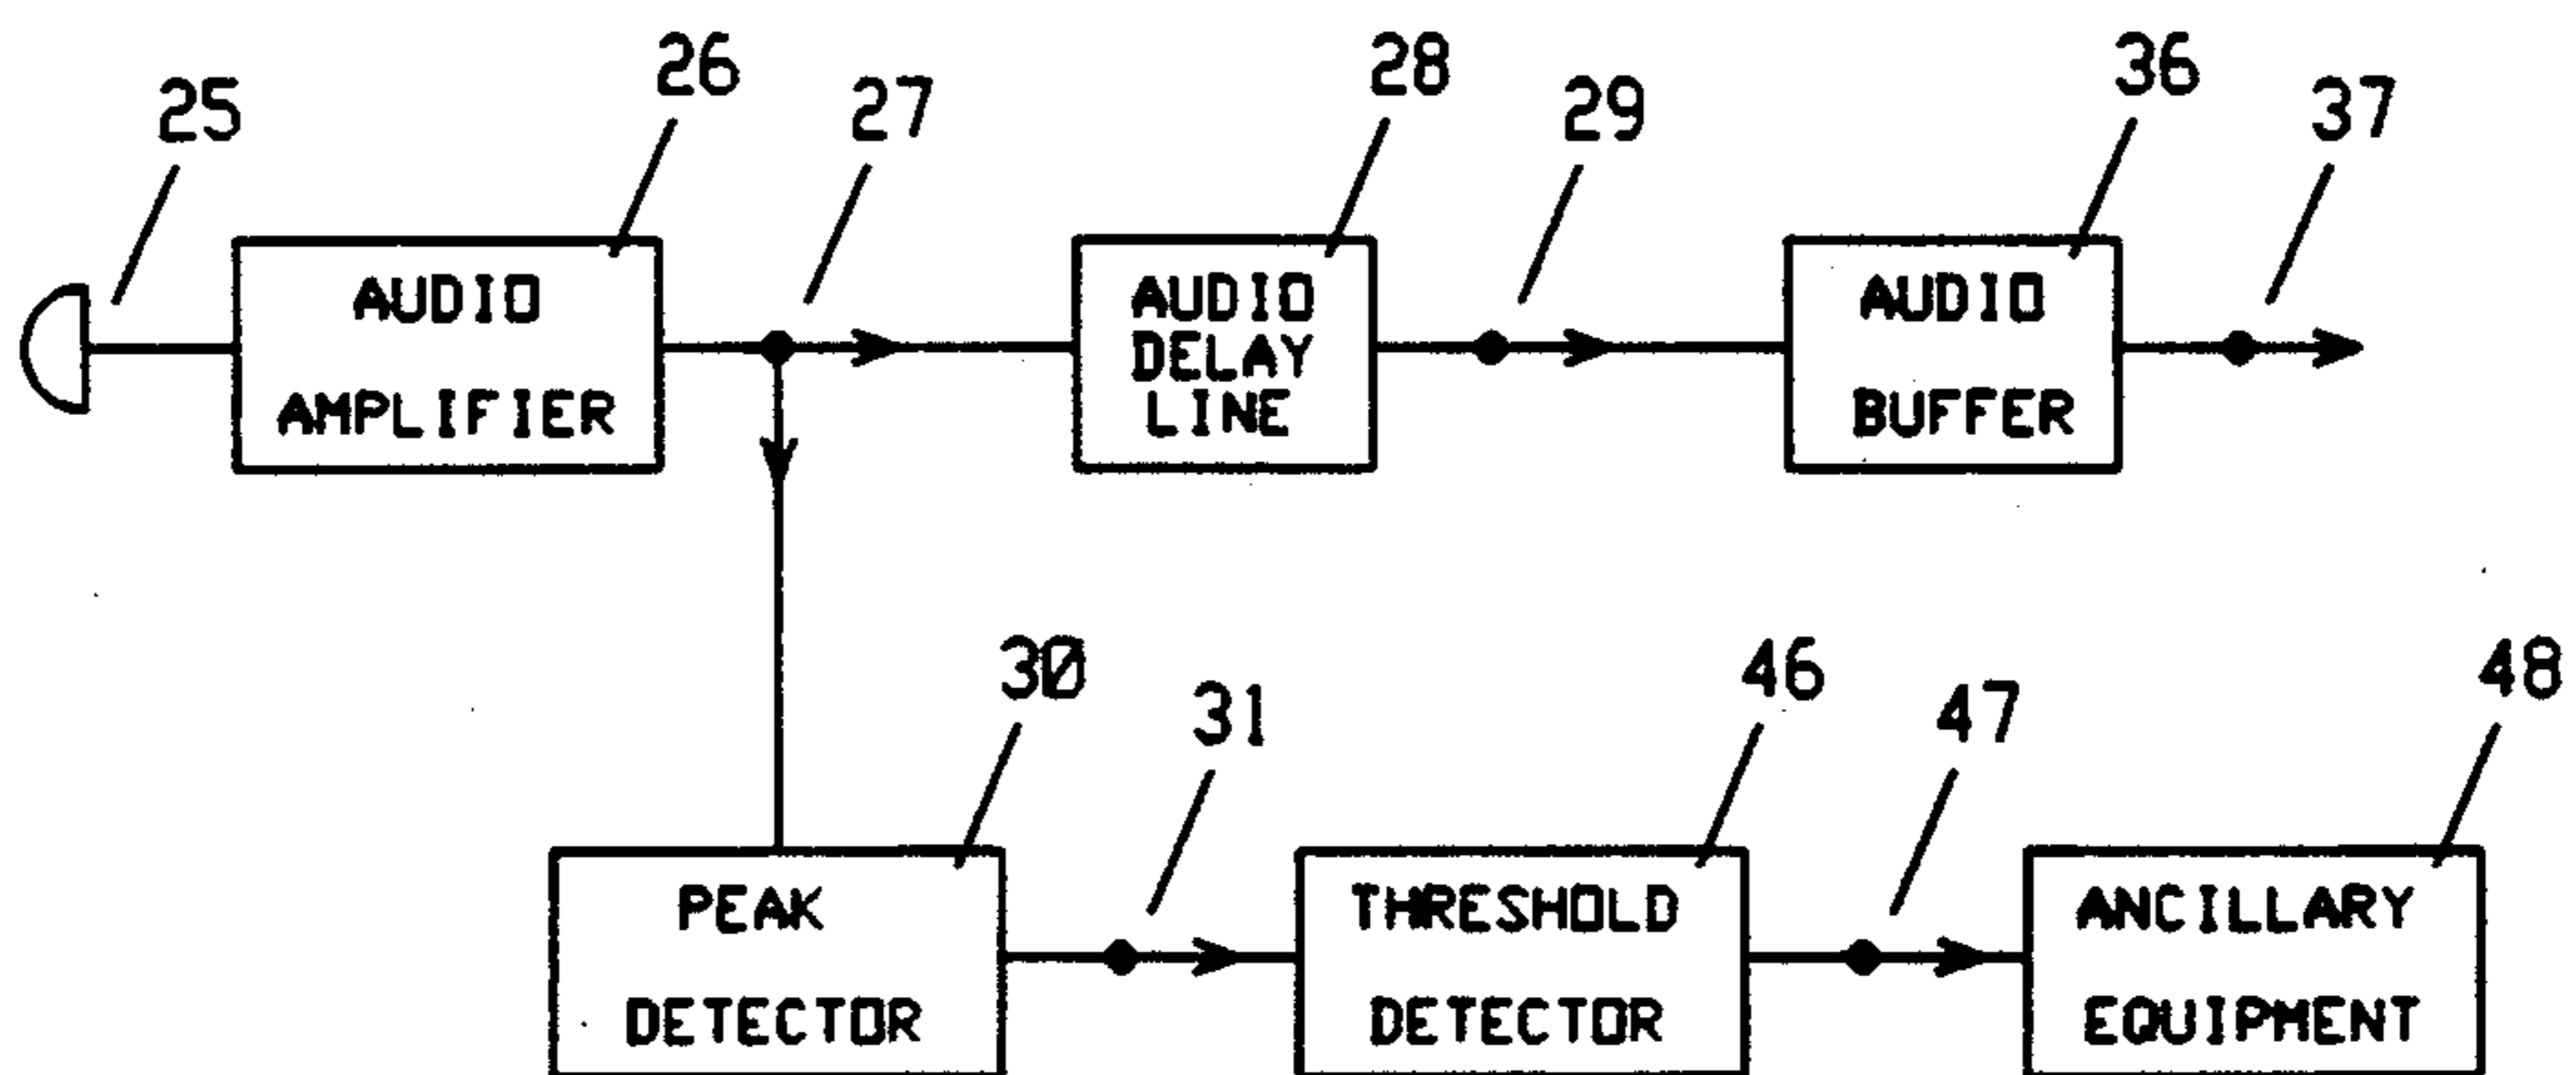 25
26
27
28
29
36
37
AUDIO
AMPLIFIER
AUDIO
DELAY
LINE
AUDIO
BUFFER
30
31
46
47
48
PEAK
DETECTOR
THRESHOLD
DETECTOR
ANCILLARY
EQUIPMENT